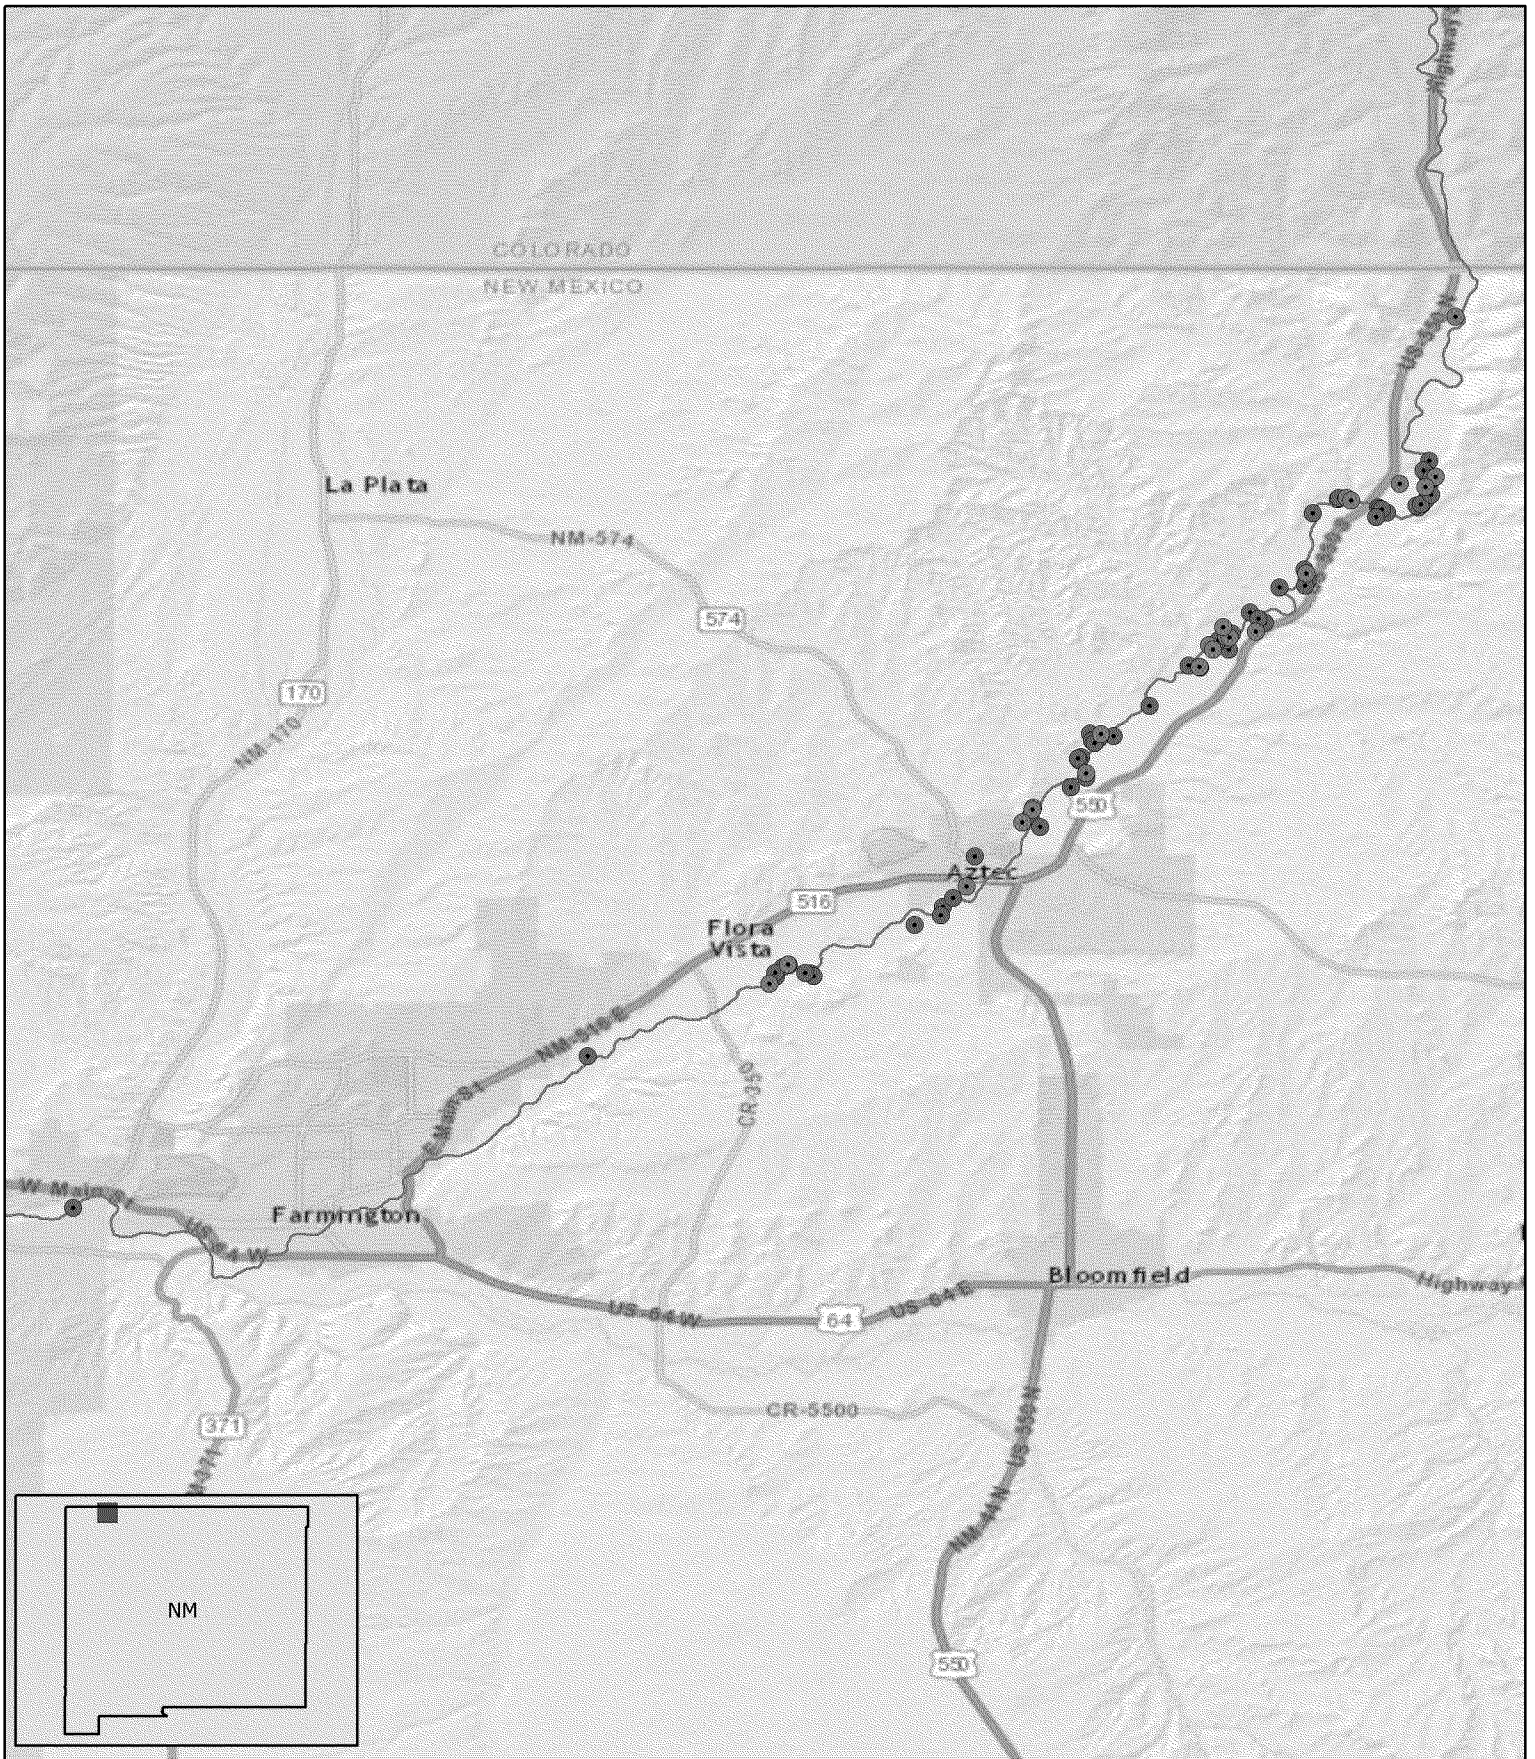 Highway
COLORADO
NEW MEXICO
US-550 N
La Plata
NM-574
574
170
NM-170
550
Aztec
516
Flora
Vista
NM-516 E
CR-350
E Main St
W Main St
Farmington
US-64 W
Bloomfield
Highway
US-64 E
US-64 W
64
CR-5500
371
US-550 N
NM-44 N
NM
550